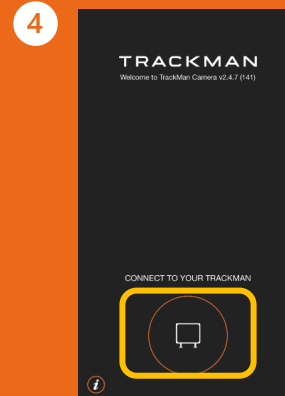 4
TRACKMAN
Welcome to TrackMan Camera v2.4.7 (141)
CONNECT TO YOUR TRACKMAN
i